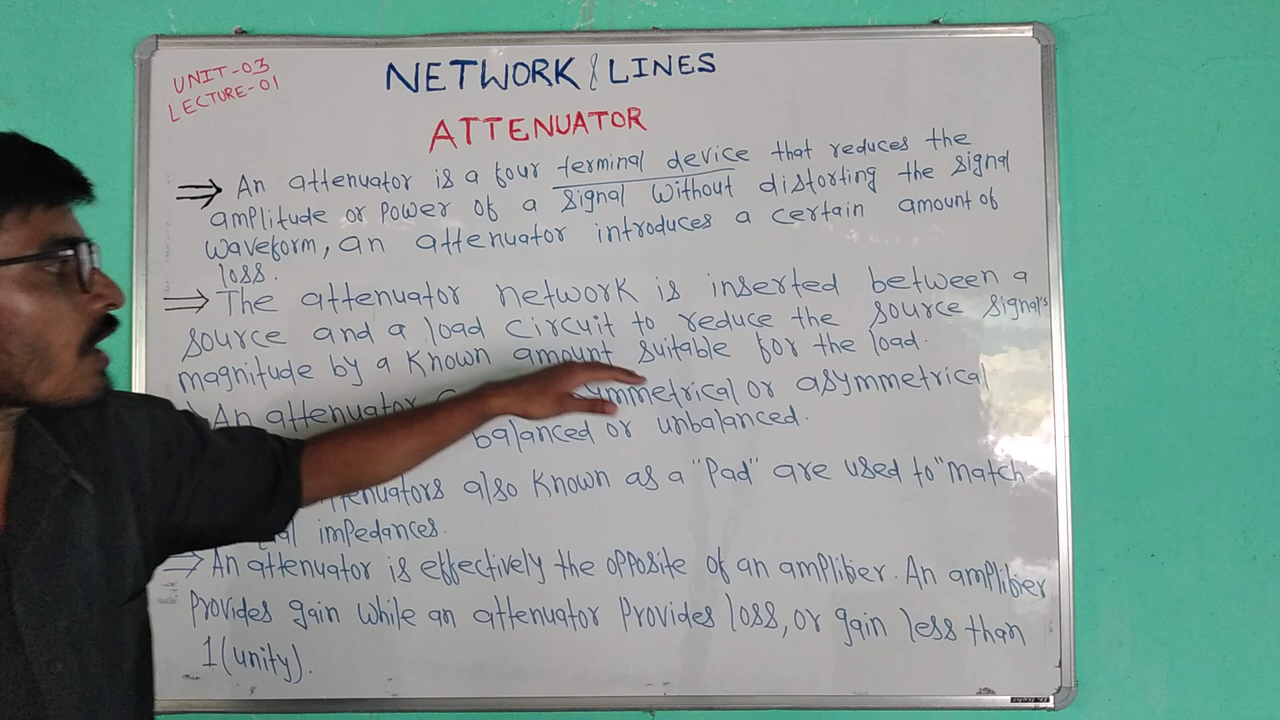 UNIT-03
LECTURE-01
NETWORK & LINES
ATTENUATOR
⇒ An attenuator is a four terminal device that reduces the
amplitude or power of a signal without distorting the signal
waveform, an attenuator introduces a certain amount of
loss.
⇒ The attenuator network is inserted between a
source and a load circuit to reduce the source signal's
magnitude by a known amount suitable for the load.
An attenuator symmetrical or asymmetrical
balanced or unbalanced.
also known as a "Pad" are used to "Match
impedances.
⇒ An attenuator is effectively the opposite of an amplifier. An amplifier
provides gain while an attenuator provides loss, or gain less than
1 (unity).